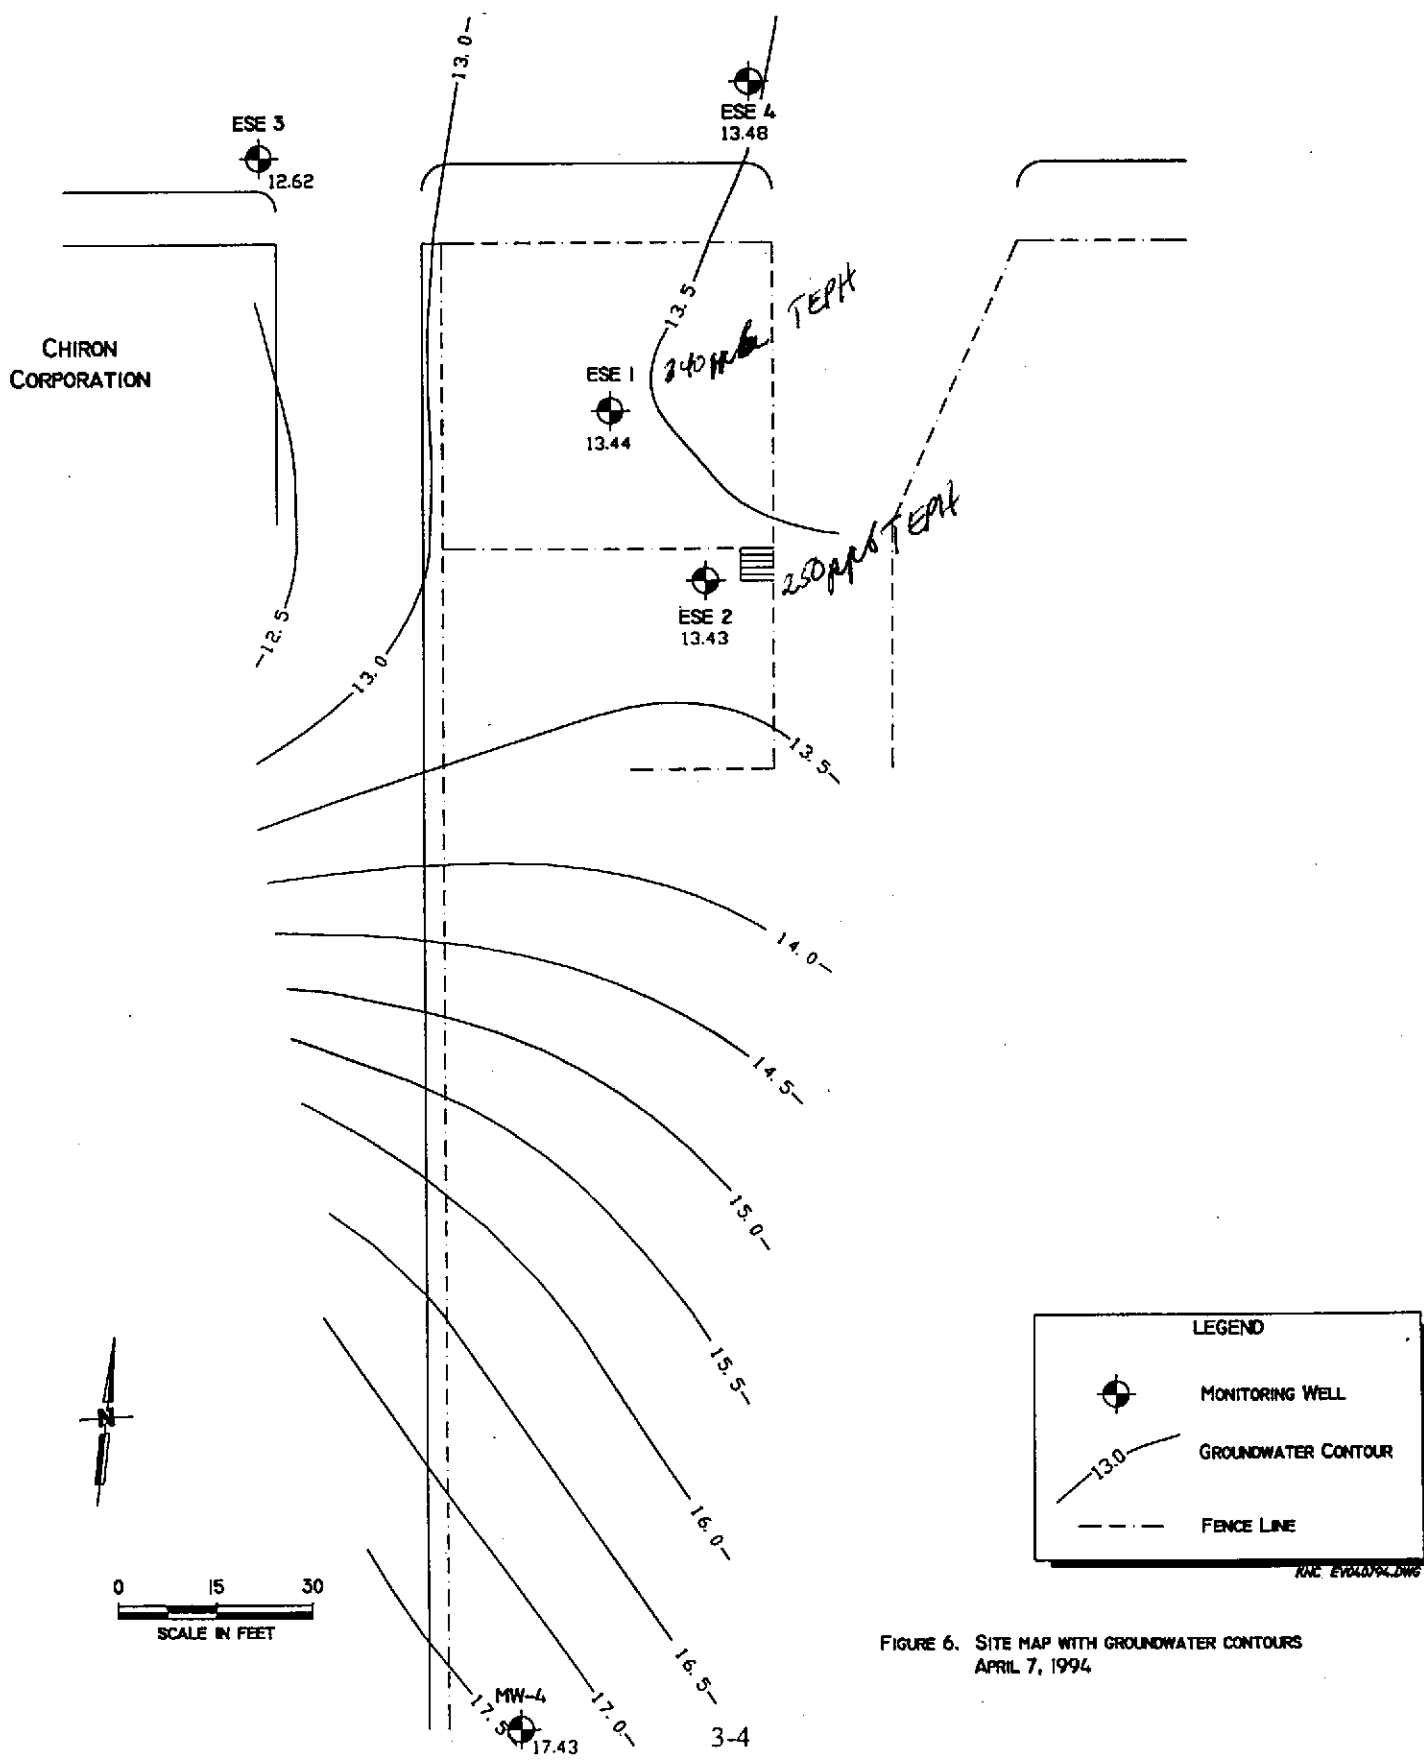 -13.0-
ESE 4
13.48
ESE 3
12.62
13.5
TEPH
CHIRON
CORPORATION
ESE 1
13.44
250 ppb TEPH
ESE 2
13.43
-12.5-
-13.0-
-13.5-
-14.0-
-14.5-
-15.0-
-15.5-
-16.0-
-16.5-
-17.0-
-17.5
MW-4
17.43
N
0 15 30
SCALE IN FEET
LEGEND
MONITORING WELL
13.0
GROUNDWATER CONTOUR
FENCE LINE
EV040794.DWG
FIGURE 6. SITE MAP WITH GROUNDWATER CONTOURS
APRIL 7, 1994
3-4